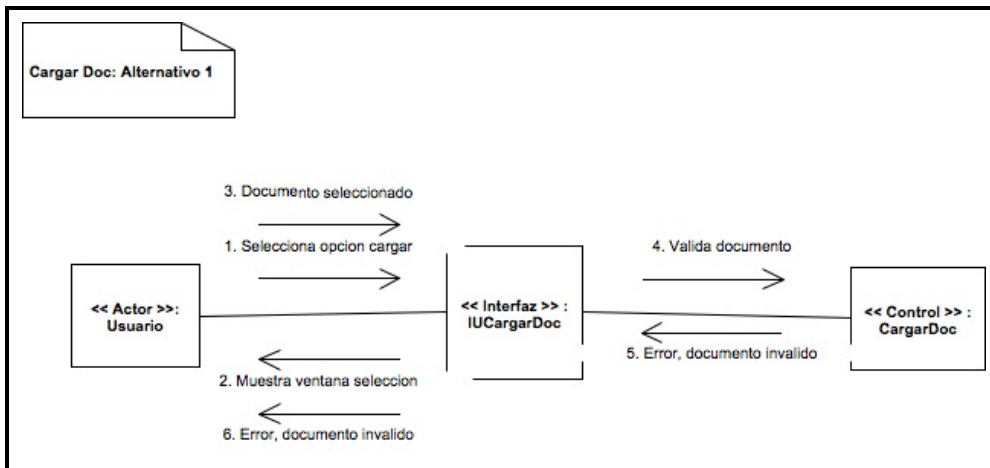 Cargar Doc: Alternativo 1
3. Documento seleccionado
1. Selecciona opcion cargar
4. Valida documento
<< Actor >>:
Usuario
<< Interfaz >> :
IUCargarDoc
<< Control >> :
CargarDoc
5. Error, documento invalido
2. Muestra ventana seleccion
6. Error, documento invalido